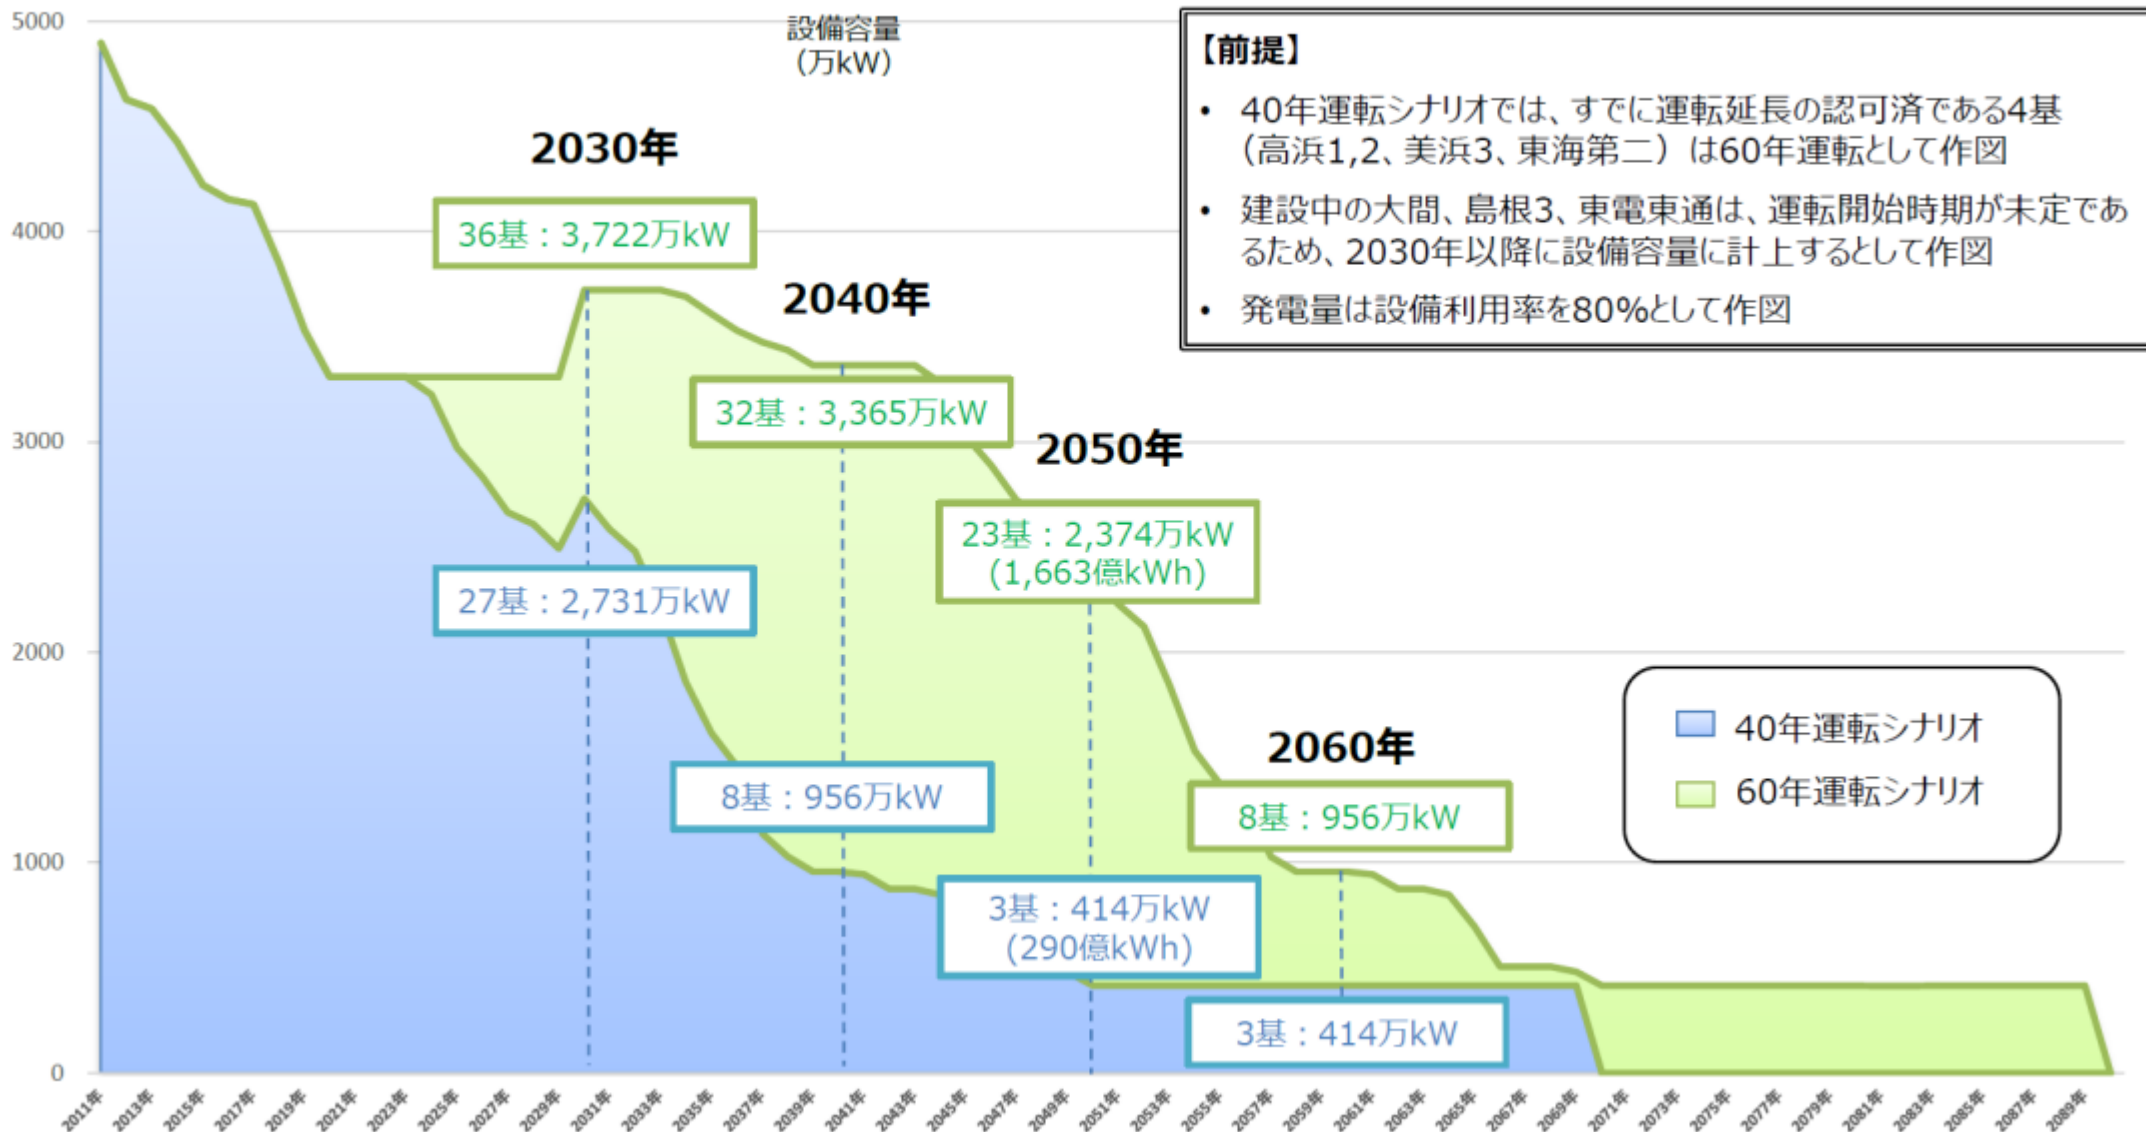 設備容量
(万kW)
【前提】
• 40年運転シナリオでは、すでに運転延長の認可済である4基
(高浜1,2、美浜3、東海第二）は60年運転として作図
• 建設中の大間、島根3、東電東通は、運転開始時期が未定であ
るため、2030年以降に設備容量に計上するとして作図
• 発電量は設備利用率を80%として作図
5000
4000
3000
2000
1000
0
2030年
36基：3,722万kW
27基：2,731万kW
2040年
32基：3,365万kW
8基：956万kW
2050年
23基：2,374万kW
(1,663億kWh)
3基：414万kW
(290億kWh)
2060年
8基：956万kW
3基：414万kW
40年運転シナリオ
60年運転シナリオ
2011年
2013年
2015年
2017年
2019年
2021年
2023年
2025年
2027年
2029年
2031年
2033年
2035年
2037年
2039年
2041年
2043年
2045年
2047年
2049年
2051年
2053年
2055年
2057年
2059年
2061年
2063年
2065年
2067年
2069年
2071年
2073年
2075年
2077年
2079年
2081年
2083年
2085年
2087年
2089年